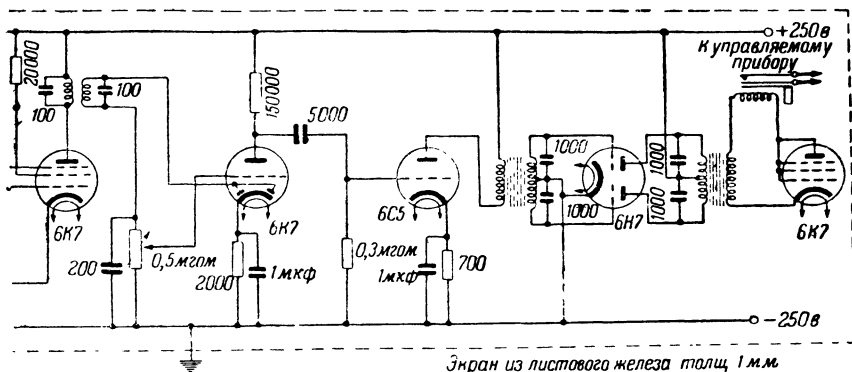 +250в
К управляемому
прибору
20000
100
100
150000
5000
1000
1000
1000
1000
6К7
6К7
6С5
6Н7
6К7
200
0,5мгом
2000
1мкф
0,3мгом
1мкф
700
-250в
Экран из листового железа толщ 1мм